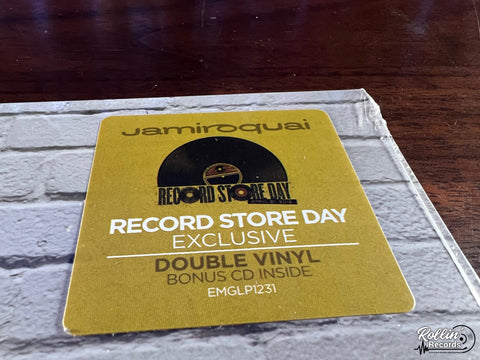 Jamiroquai
RECORD STORE DAY
RECORD STORE DAY
EXCLUSIVE
DOUBLE VINYL
BONUS CD INSIDE
EMGLP1231
Rollin'
Records